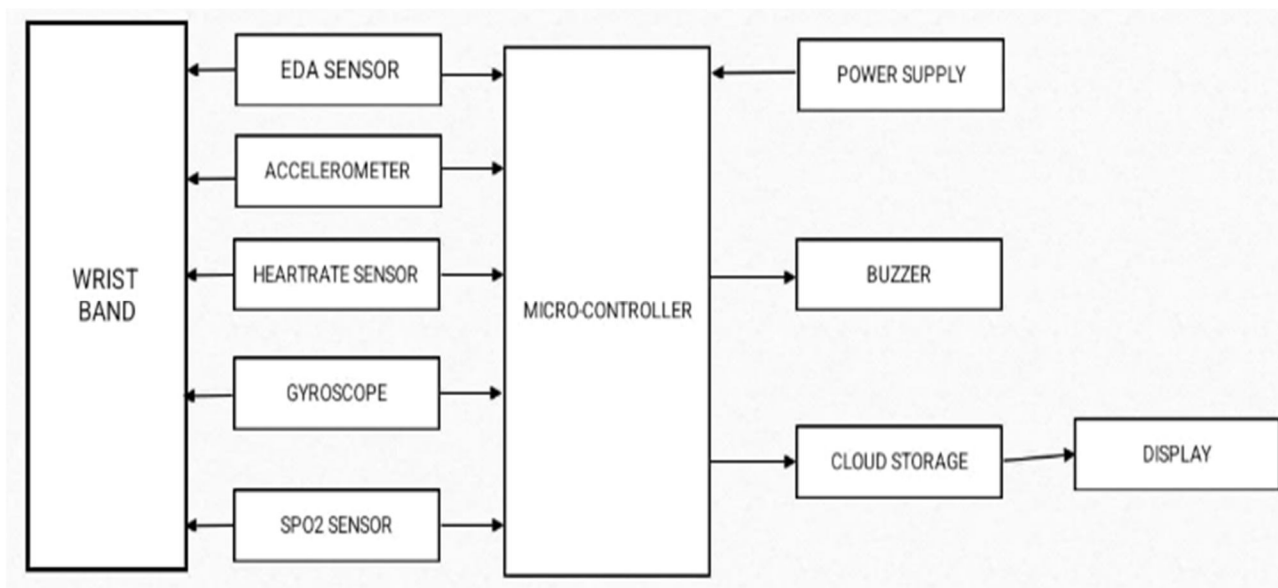 WRIST
BAND
EDA SENSOR
ACCELEROMETER
HEARTRATE SENSOR
GYROSCOPE
SPO2 SENSOR
MICRO-CONTROLLER
POWER SUPPLY
BUZZER
CLOUD STORAGE
DISPLAY